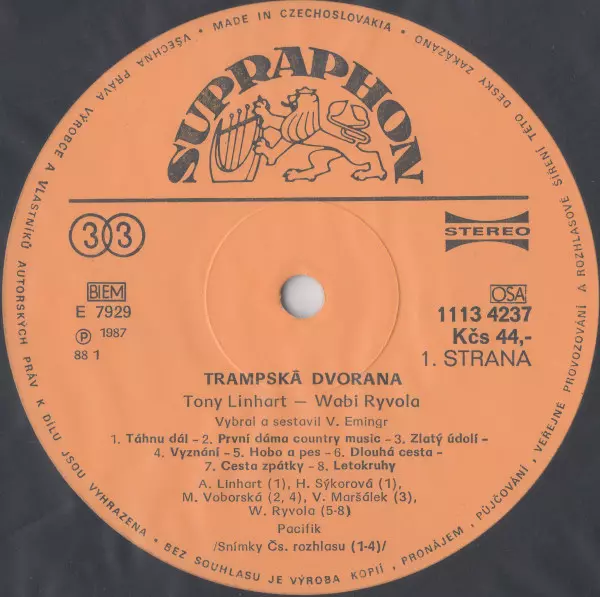 MADE IN CZECHOSLOVAKIA • VŠECHNA PRÁVA VÝROBCE A VLASTNÍKŮ AUTORSKÝCH PRÁV K DÍLU JSOU VYHRAZENA • BEZ SOUHLASU JE VÝROBA KOPIÍ, PRONÁJEM, PŮJČOVÁNÍ, VEŘEJNÉ PROVOZOVÁNÍ A ROZHLASOVÉ ŠÍŘENÍ TÉTO DESKY ZAKÁZÁNO •
SUPRAPHON
33
STEREO
BIEM
E 7929
℗ 1987
88 1
OSA
1113 4237
Kčs 44,-
1. STRANA
TRAMPSKÁ DVORANA
Tony Linhart – Wabi Ryvola
Vybral a sestavil V. Emingr
1. Táhnu dál – 2. První dáma country music – 3. Zlatý údolí –
4. Vyznání – 5. Hobo a pes – 6. Dlouhá cesta –
7. Cesta zpátky – 8. Letokruhy
A. Linhart (1), H. Sýkorová (1),
M. Voborská (2, 4), V. Maršálek (3),
W. Ryvola (5-8)
Pacifik
/Snímky Čs. rozhlasu (1-4)/